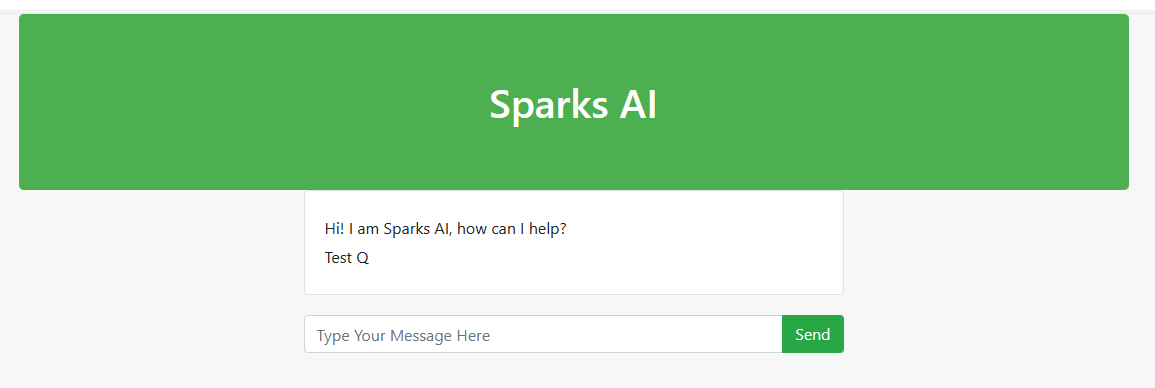 Sparks AI
Hi! I am Sparks AI, how can I help?
Test Q
Type Your Message Here
Send